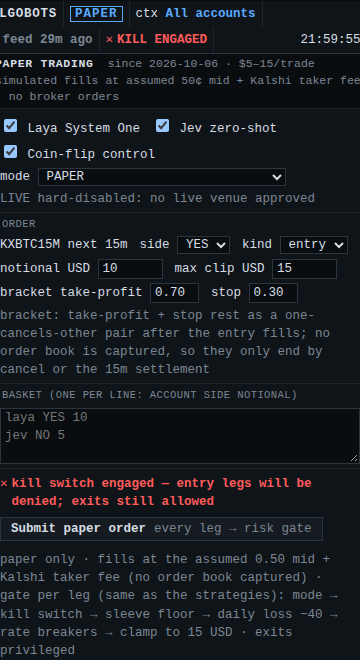 LGOBOTS PAPER ctx All accounts
feed 29m ago × KILL ENGAGED 21:59:55
PAPER TRADING since 2026-10-06 · $5–15/trade
simulated fills at assumed 50¢ mid + Kalshi taker fee
no broker orders
Laya System One Jev zero-shot
Coin-flip control
mode PAPER
LIVE hard-disabled: no live venue approved
ORDER
KXBTC15M next 15m side YES kind entry
notional USD 10 max clip USD 15
bracket take-profit 0.70 stop 0.30
bracket: take-profit + stop rest as a one-
cancels-other pair after the entry fills; no
order book is captured, so they only end by
cancel or the 15m settlement
BASKET (ONE PER LINE: ACCOUNT SIDE NOTIONAL)
laya YES 10
jev NO 5
× kill switch engaged — entry legs will be
denied; exits still allowed
Submit paper order every leg → risk gate
paper only · fills at the assumed 0.50 mid +
Kalshi taker fee (no order book captured) ·
gate per leg (same as the strategies): mode →
kill switch → sleeve floor → daily loss −40 →
rate breakers → clamp to 15 USD · exits
privileged